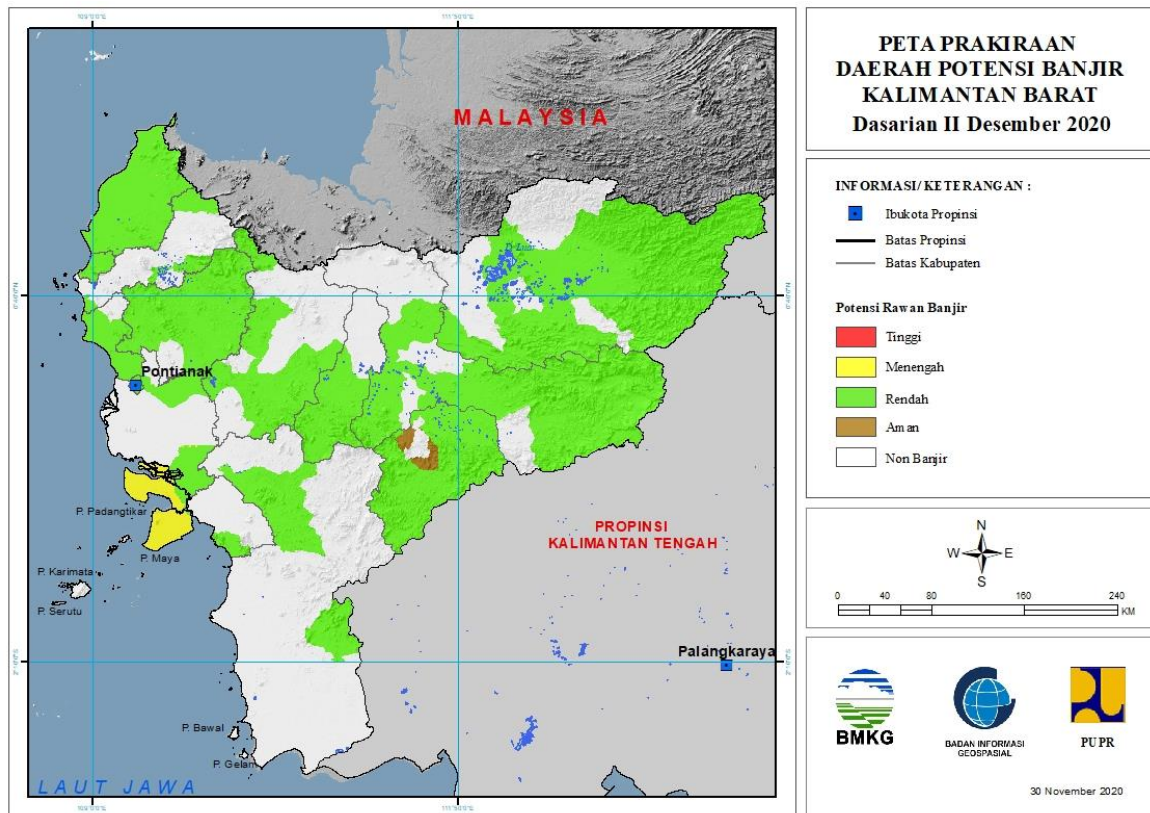 PETA PRAKIRAAN
DAERAH POTENSI BANJIR
KALIMANTAN BARAT
Dasarian II Desember 2020
INFORMASI/ KETERANGAN :
Ibukota Propinsi
Batas Propinsi
Batas Kabupaten
Potensi Rawan Banjir
Tinggi
Menengah
Rendah
Aman
Non Banjir
N
W E
S
0 40 80 160 240
KM
BMKG
BADAN INFORMASI
GEOSPASIAL
PUPR
30 November 2020
MALAYSIA
Pontianak
P. Padangtikar
P. Maya
P. Karimata
P. Serutu
PROPINSI
KALIMANTAN TENGAH
Palangkaraya
P. Bawal
P. Gelam
LAUT JAWA